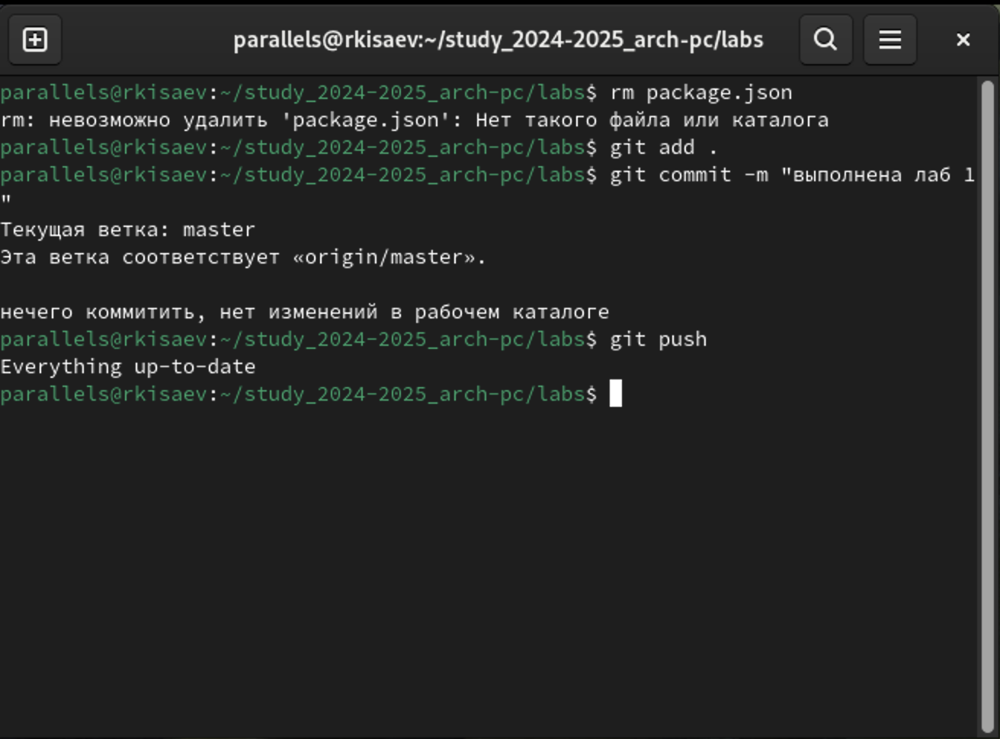 parallels@rkisaev:~/study_2024-2025_arch-pc/labs
parallels@rkisaev:~/study_2024-2025_arch-pc/labs$ rm package.json
rm: невозможно удалить 'package.json': Нет такого файла или каталога
parallels@rkisaev:~/study_2024-2025_arch-pc/labs$ git add .
parallels@rkisaev:~/study_2024-2025_arch-pc/labs$ git commit -m "выполнена лаб 1
"
Текущая ветка: master
Эта ветка соответствует «origin/master».
нечего коммитить, нет изменений в рабочем каталоге
parallels@rkisaev:~/study_2024-2025_arch-pc/labs$ git push
Everything up-to-date
parallels@rkisaev:~/study_2024-2025_arch-pc/labs$